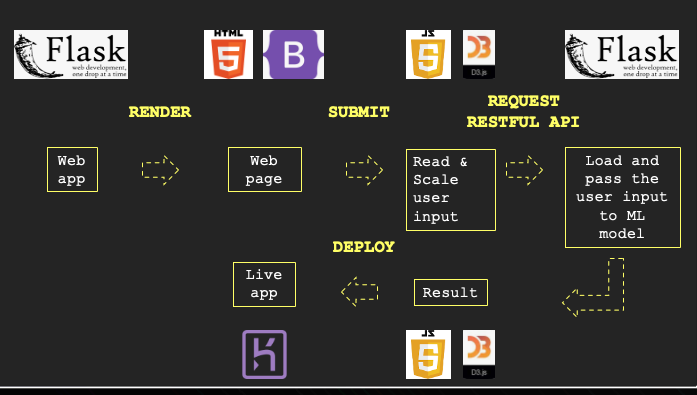 Flask
web development,
one drop at a time
HTML
5
B
JS
5
D3.js
Flask
web development,
one drop at a time
RENDER
SUBMIT
REQUEST
RESTFUL API
Web
app
Web
page
Read &
Scale
user
input
Load and
pass the
user input
to ML
model
DEPLOY
Live
app
Result
JS
5
D3.js